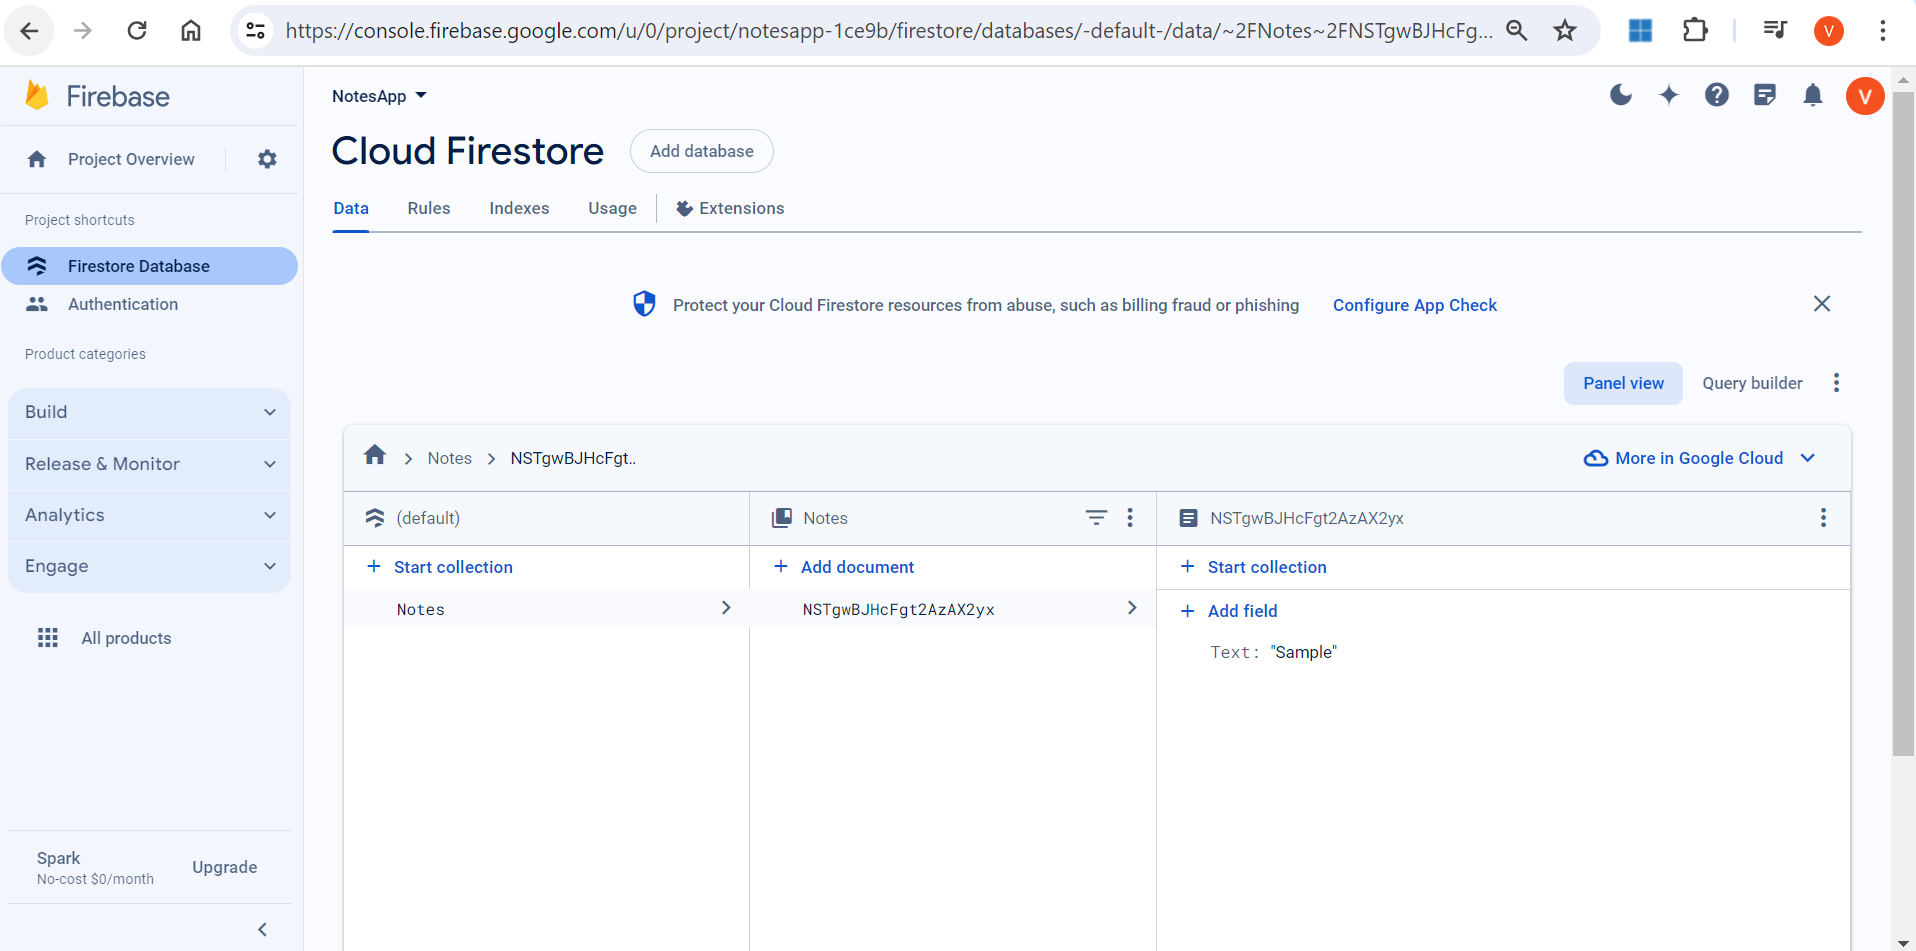 https://console.firebase.google.com/u/0/project/notesapp-1ce9b/firestore/databases/-default-/data/~2FNotes~2FNSTgwBJHcFg...
V
Firebase
NotesApp
V
Cloud Firestore
Add database
Project Overview
Data
Rules
Indexes
Usage
Extensions
Project shortcuts
Firestore Database
Authentication
Protect your Cloud Firestore resources from abuse, such as billing fraud or phishing
Configure App Check
Product categories
Panel view
Query builder
Build
Release & Monitor
Analytics
Engage
All products
Notes
NSTgwBJHcFgt..
More in Google Cloud
(default)
Notes
NSTgwBJHcFgt2AzAX2yx
+ Start collection
+ Add document
+ Start collection
Notes
NSTgwBJHcFgt2AzAX2yx
+ Add field
Text: "Sample"
Spark
No-cost $0/month
Upgrade